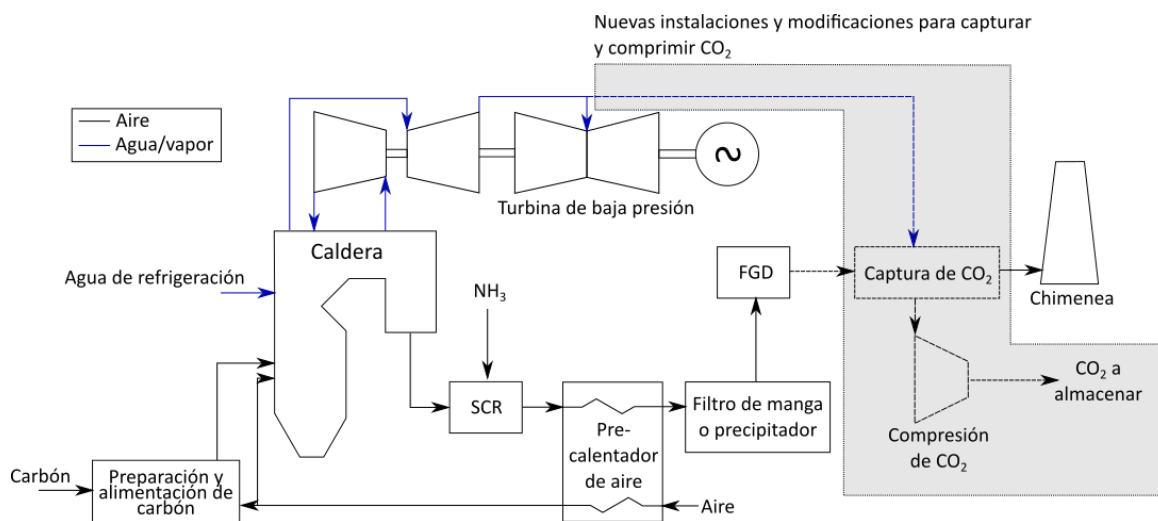 Nuevas instalaciones y modificaciones para capturar
y comprimir CO₂
Aire
Agua/vapor
~
Turbina de baja presión
Caldera
Agua de refrigeración
NH₃
FGD
Captura de CO₂
Chimenea
SCR
Filtro de manga
o precipitador
CO₂ a
almacenar
Pre-
calentador
de aire
Compresión
de CO₂
Carbón
Preparación y
alimentación de
carbón
Aire